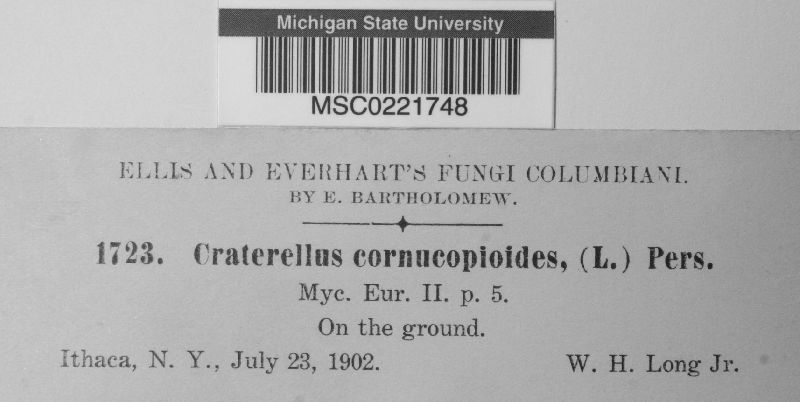 Michigan State University
MSC0221748
ELLIS AND EVERHART'S FUNGI COLUMBIANI.
BY E. BARTHOLOMEW.
1723. Craterellus cornucopioides, (L.) Pers.
Myc. Eur. II. p. 5.
On the ground.
Ithaca, N. Y., July 23, 1902. W. H. Long Jr.